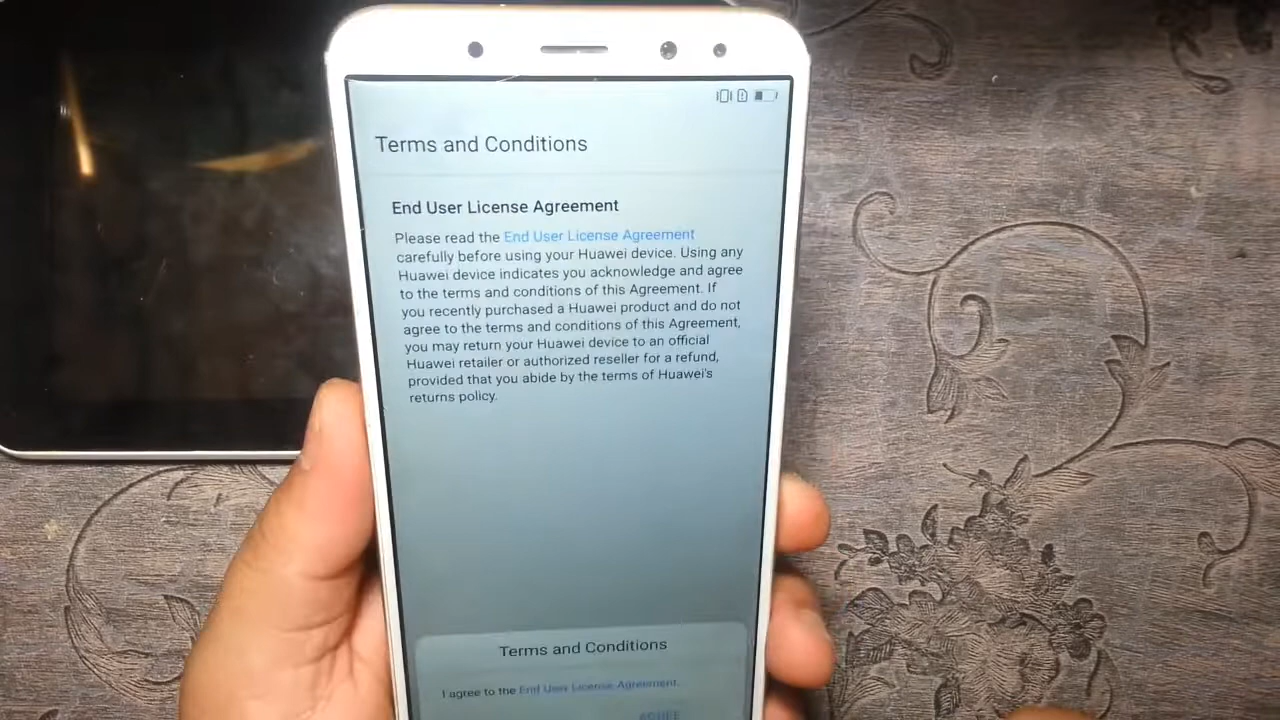 Terms and Conditions
End User License Agreement
Please read the End User License Agreement
carefully before using your Huawei device. Using any
Huawei device indicates you acknowledge and agree
to the terms and conditions of this Agreement. If
you recently purchased a Huawei product and do not
agree to the terms and conditions of this Agreement,
you may return your Huawei device to an official
Huawei retailer or authorized reseller for a refund,
provided that you abide by the terms of Huawei's
returns policy.
Terms and Conditions
I agree to the End User License Agreement.
AGREE